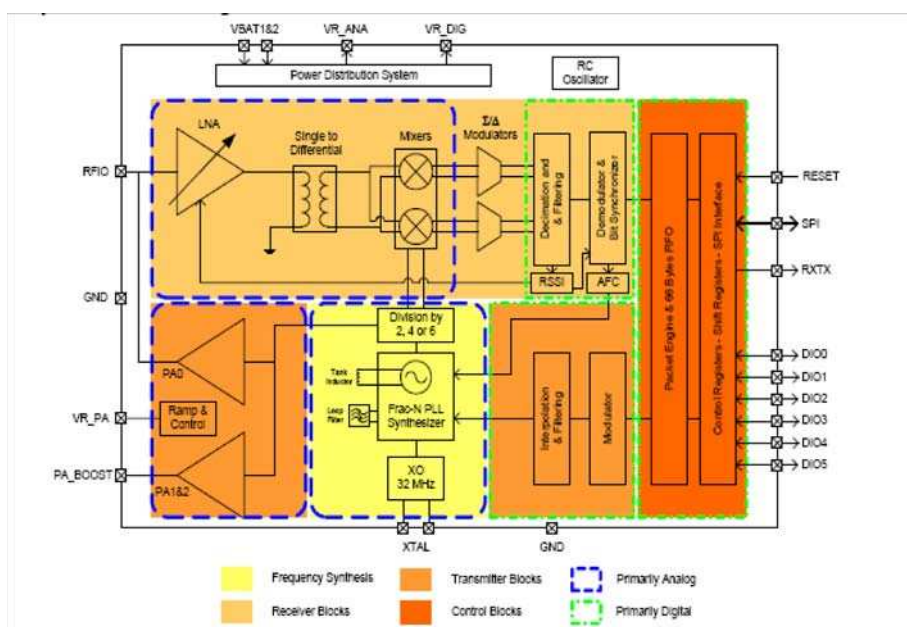 VBAT1&2
VR_ANA
VR_DIG
Power Distribution System
RC
Oscillator
LNA
Single to
Differential
Mixers
Σ/Δ
Modulators
Decimation and
& Filtering
Demodulator &
Bit Synchronizer
RSSI
AFC
Packet Engine & 66 Bytes FIFO
Control Registers - Shift Registers - SPI Interface
RFIO
GND
VR_PA
PA_BOOST
RESET
SPI
RXTX
DIO0
DIO1
DIO2
DIO3
DIO4
DIO5
PA0
Ramp &
Control
PA1&2
Division by
2, 4 or 6
Tank
Inductor
Loop
Filter
Frac-N PLL
Synthesizer
XO
32 MHz
Interpolation
& Filtering
Modulator
XTAL
GND
Frequency Synthesis
Transmitter Blocks
Primarily Analog
Receiver Blocks
Control Blocks
Primarily Digital